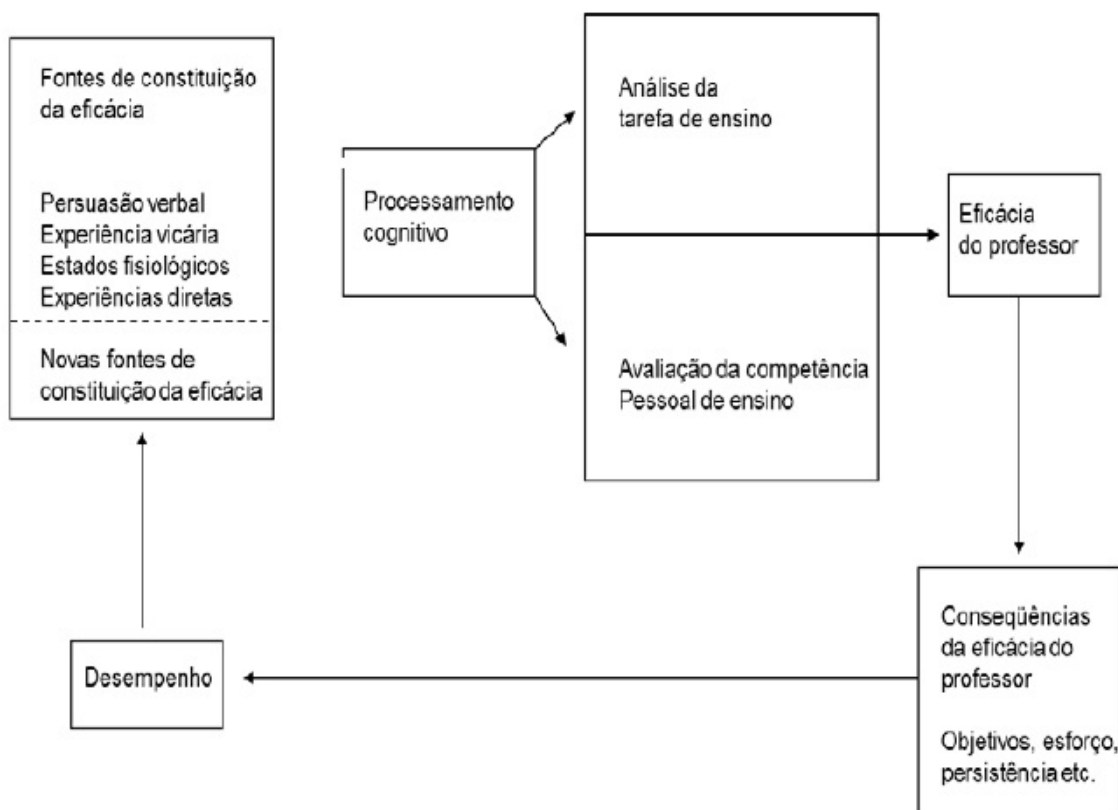 Fontes de constituição
da eficácia
Persuasão verbal
Experiência vicária
Estados fisiológicos
Experiências diretas
Novas fontes de
constituição da eficácia
Processamento
cognitivo
Análise da
tarefa de ensino
Avaliação da competência
Pessoal de ensino
Eficácia
do professor
Conseqüências
da eficácia do
professor
Objetivos, esforço,
persistência etc.
Desempenho